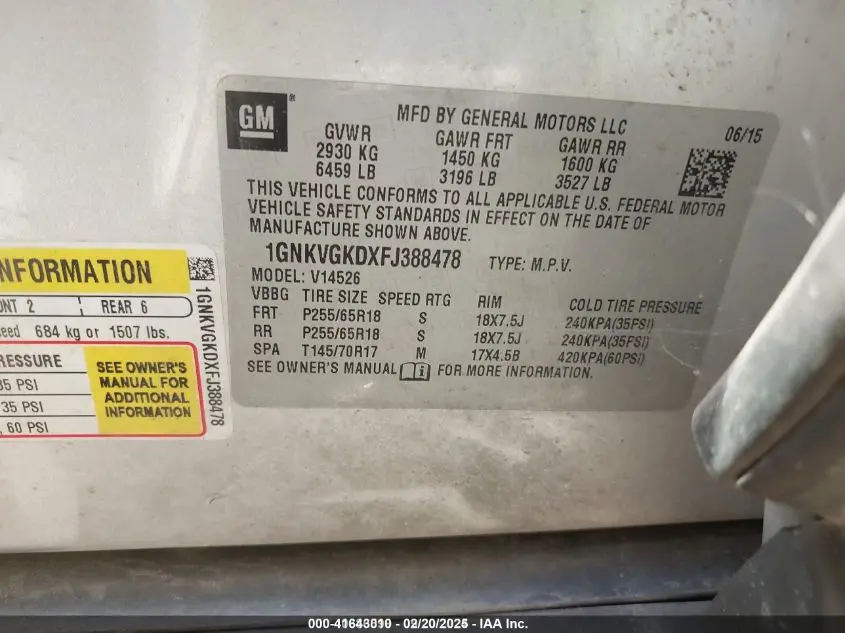 GM
®
MFD BY GENERAL MOTORS LLC
06/15
GVWR GAWR FRT GAWR RR
2930 KG 1450 KG 1600 KG
6459 LB 3196 LB 3527 LB
THIS VEHICLE CONFORMS TO ALL APPLICABLE U.S. FEDERAL MOTOR
VEHICLE SAFETY STANDARDS IN EFFECT ON THE DATE OF
MANUFACTURE SHOWN ABOVE.
1GNKVGKDXFJ388478 TYPE: M.P.V.
MODEL: V14526
VBBG TIRE SIZE SPEED RTG RIM COLD TIRE PRESSURE
FRT P255/65R18 S 18X7.5J 240KPA(35PSI)
RR P255/65R18 S 18X7.5J 240KPA(35PSI)
SPA T145/70R17 M 17X4.5B 420KPA(60PSI)
SEE OWNER'S MANUAL i FOR MORE INFORMATION.
NFORMATION
ONT 2 REAR 6
eed 684 kg or 1507 lbs.
RESSURE
35 PSI
35 PSI
, 60 PSI
SEE OWNER'S
MANUAL FOR
ADDITIONAL
INFORMATION
1GNKVGKDXFJ388478
000-41643010 / 02/20/2025 - IAA Inc.